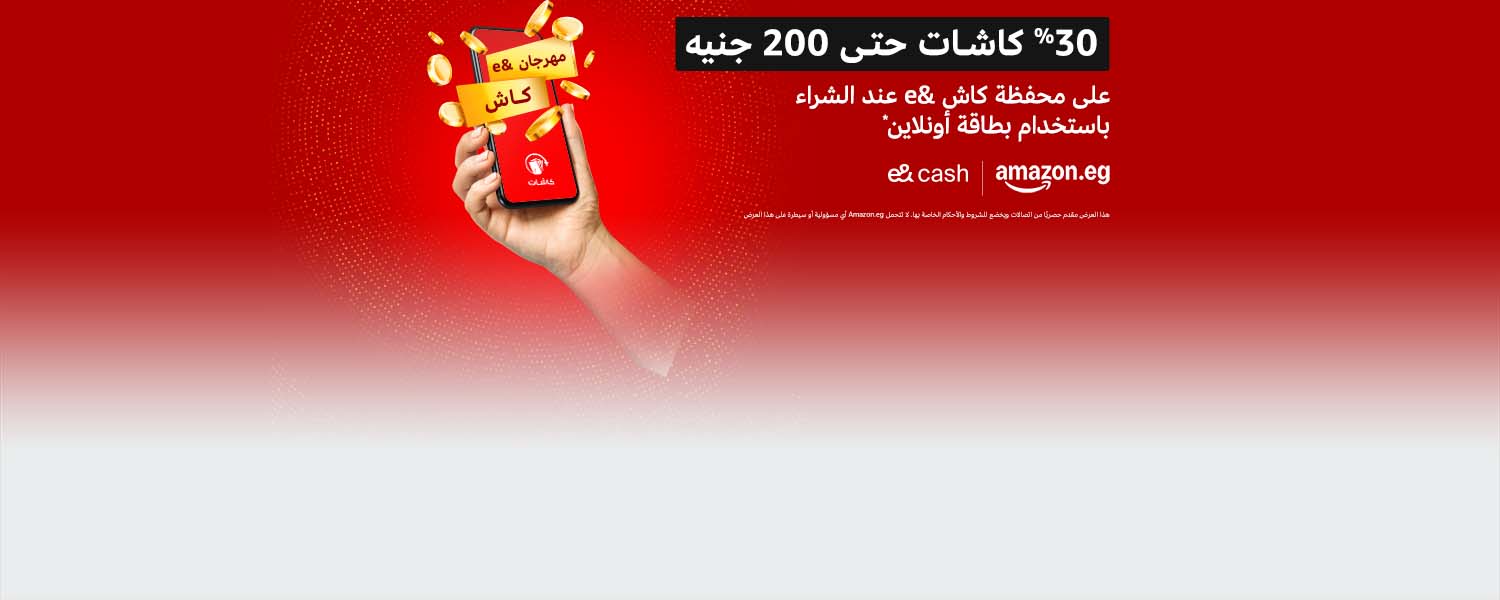 30% كاشات حتى 200 جنيه
على محفظة كاش &e عند الشراء
باستخدام بطاقة أونلاين*
e& cash | amazon.eg
هذا العرض مقدم حصريًا من اتصالات ويخضع للشروط والأحكام الخاصة بها. لا تتحمل Amazon.eg أي مسؤولية أو سيطرة على هذا العرض
مهرجان &e
كاش
كاشات